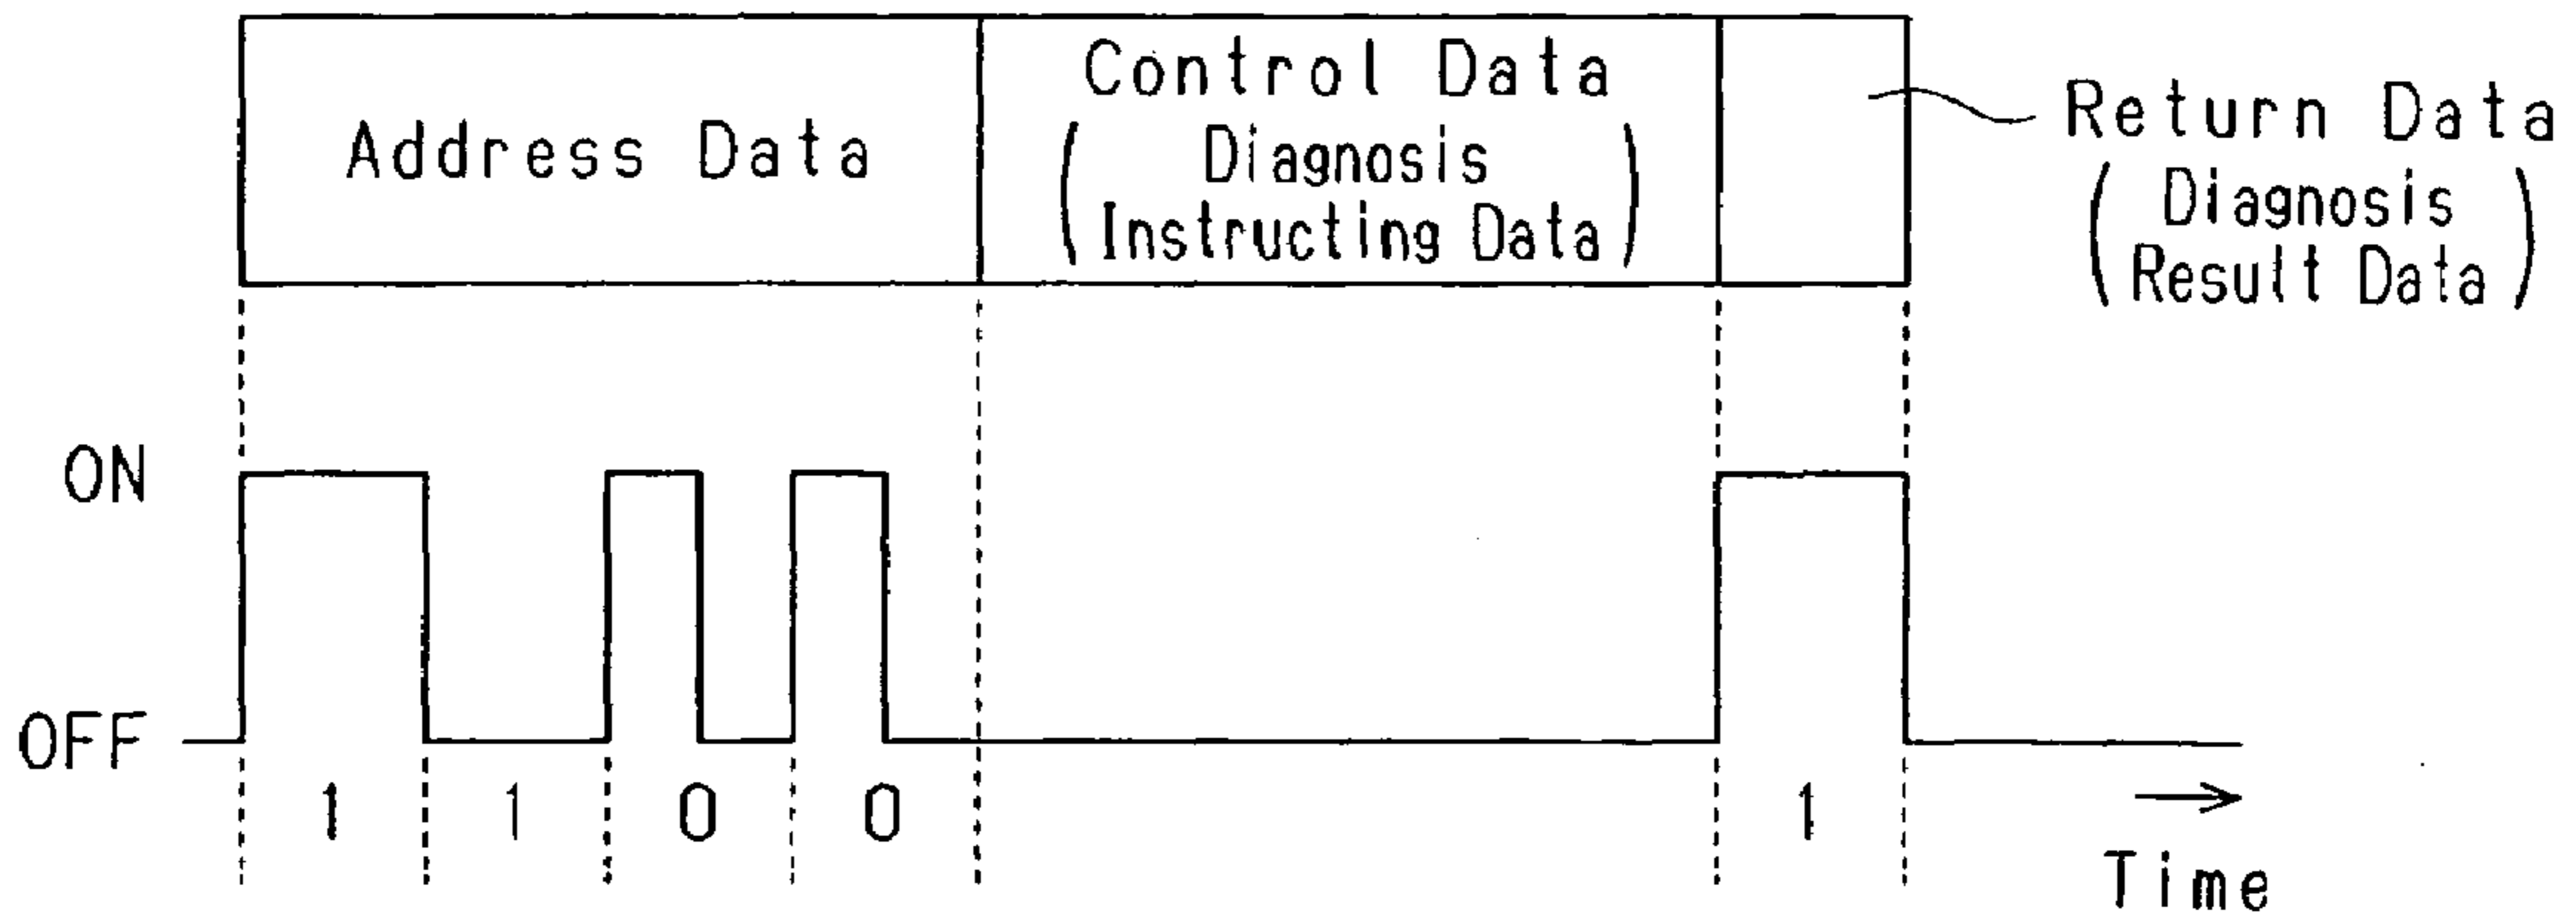 Address Data
Control Data
( Diagnosis
Instructing Data )
Return Data
( Diagnosis
Result Data )
ON
OFF
1 1 0 0 1
Time